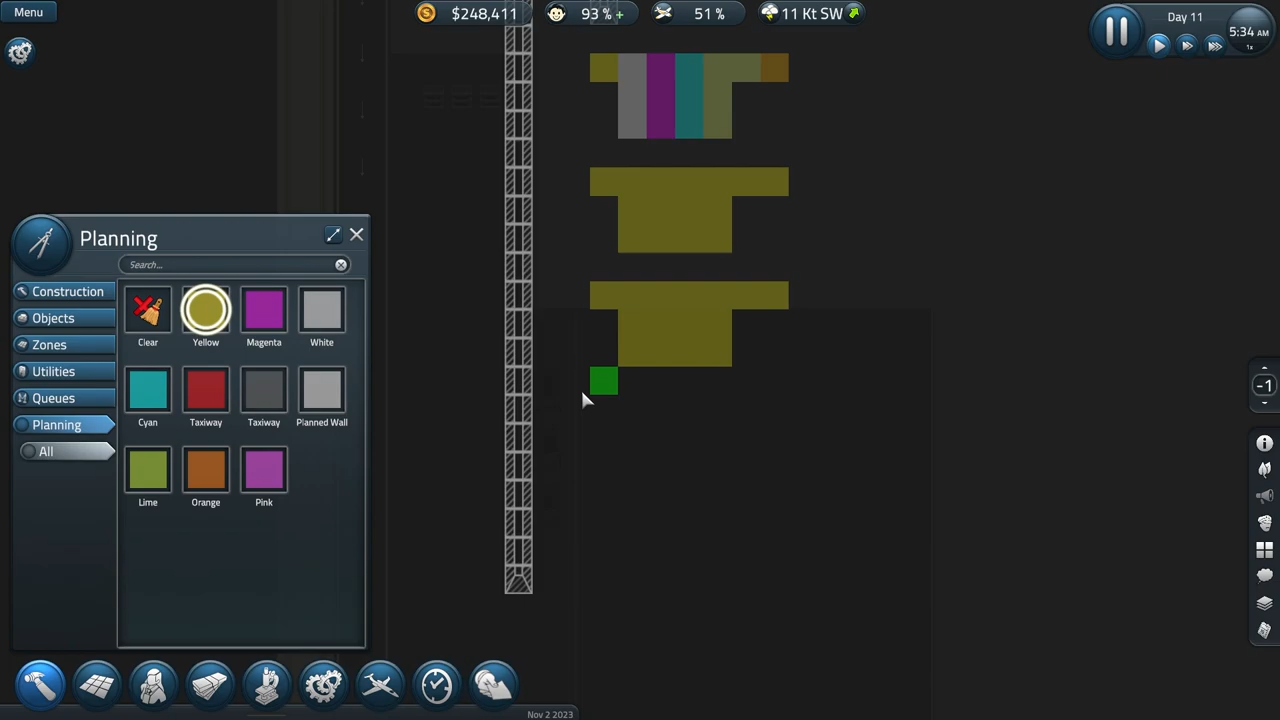 Menu
$248,411
93 % +
51 %
11 Kt SW
Day 11
5:34 AM
1x
Planning
Search...
Construction
Objects
Zones
Utilities
Queues
Planning
All
Clear
Yellow
Magenta
White
Cyan
Taxiway
Taxiway
Planned Wall
Lime
Orange
Pink
-1
Nov 2 2023